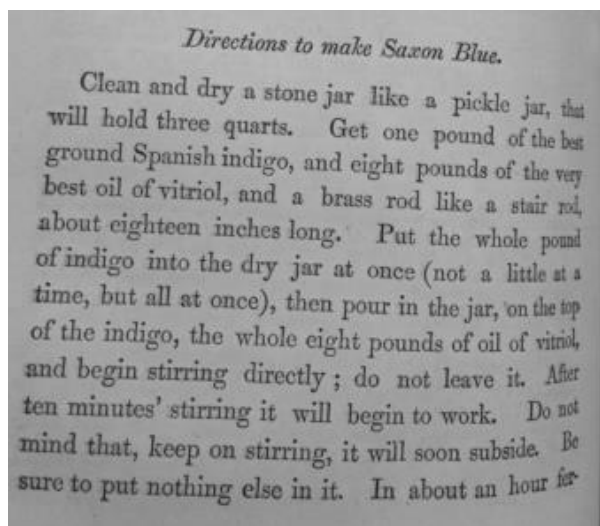 Directions to make Saxon Blue.
Clean and dry a stone jar like a pickle jar, that
will hold three quarts. Get one pound of the best
ground Spanish indigo, and eight pounds of the very
best oil of vitriol, and a brass rod like a stair rod,
about eighteen inches long. Put the whole pound
of indigo into the dry jar at once (not a little at a
time, but all at once), then pour in the jar, on the top
of the indigo, the whole eight pounds of oil of vitriol,
and begin stirring directly ; do not leave it. After
ten minutes' stirring it will begin to work. Do not
mind that, keep on stirring, it will soon subside. Be
sure to put nothing else in it. In about an hour fer-